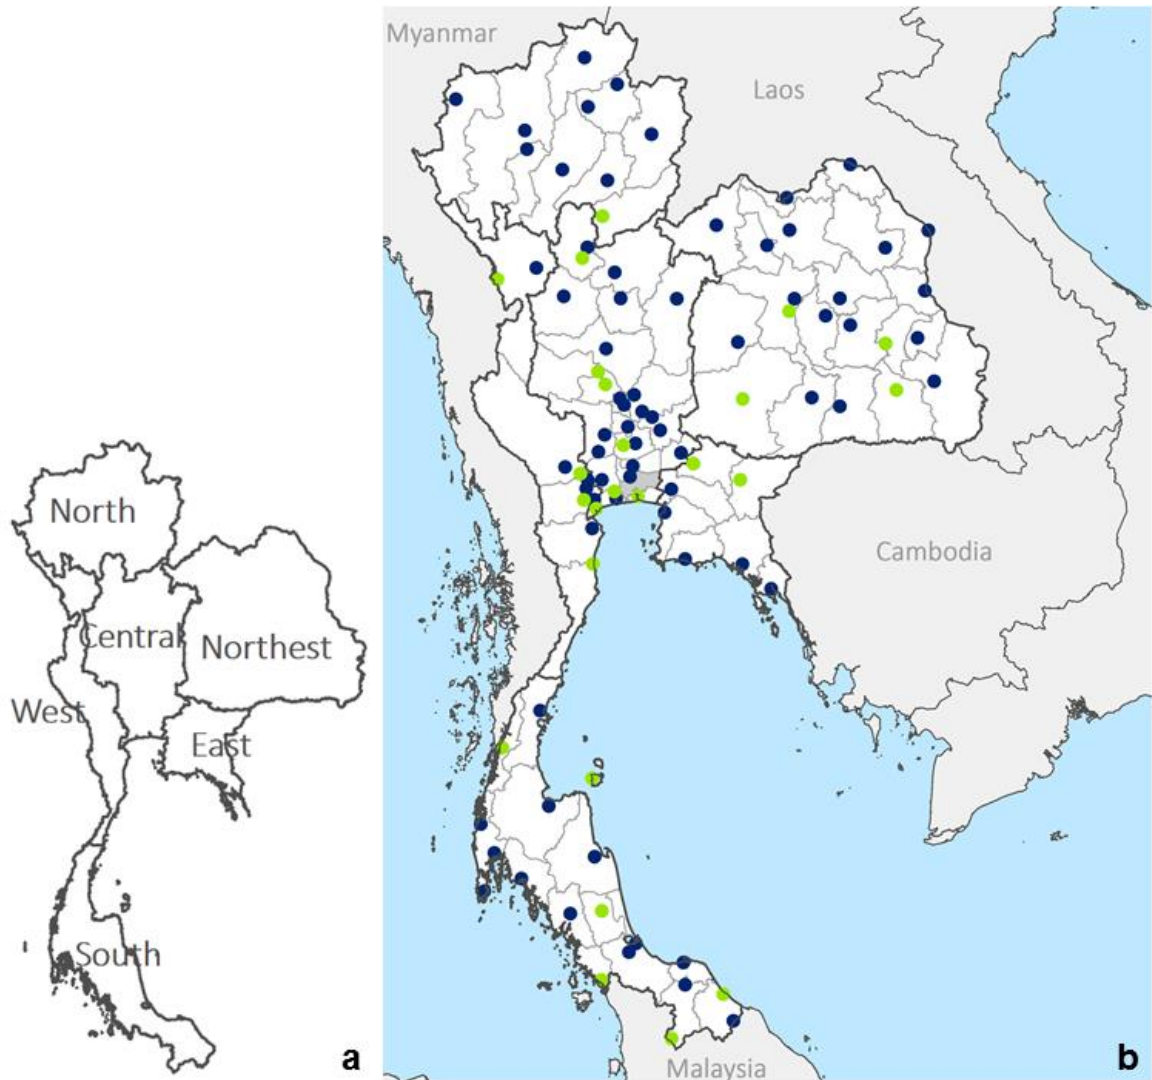 North
Central
Northest
West
East
South
a
Myanmar
Laos
Cambodia
Malaysia
b